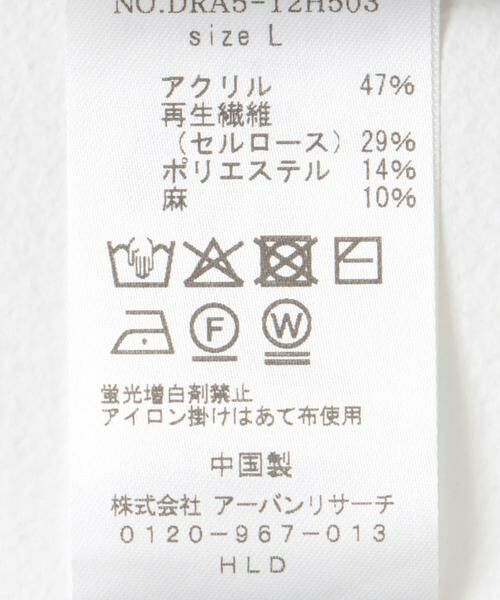 NO.DRA5-12H503
size L
アクリル 47%
再生繊維
（セルロース） 29%
ポリエステル 14%
麻 10%
F W
蛍光増白剤禁止
アイロン掛けはあて布使用
中国製
株式会社 アーバンリサーチ
0120-967-013
HLD